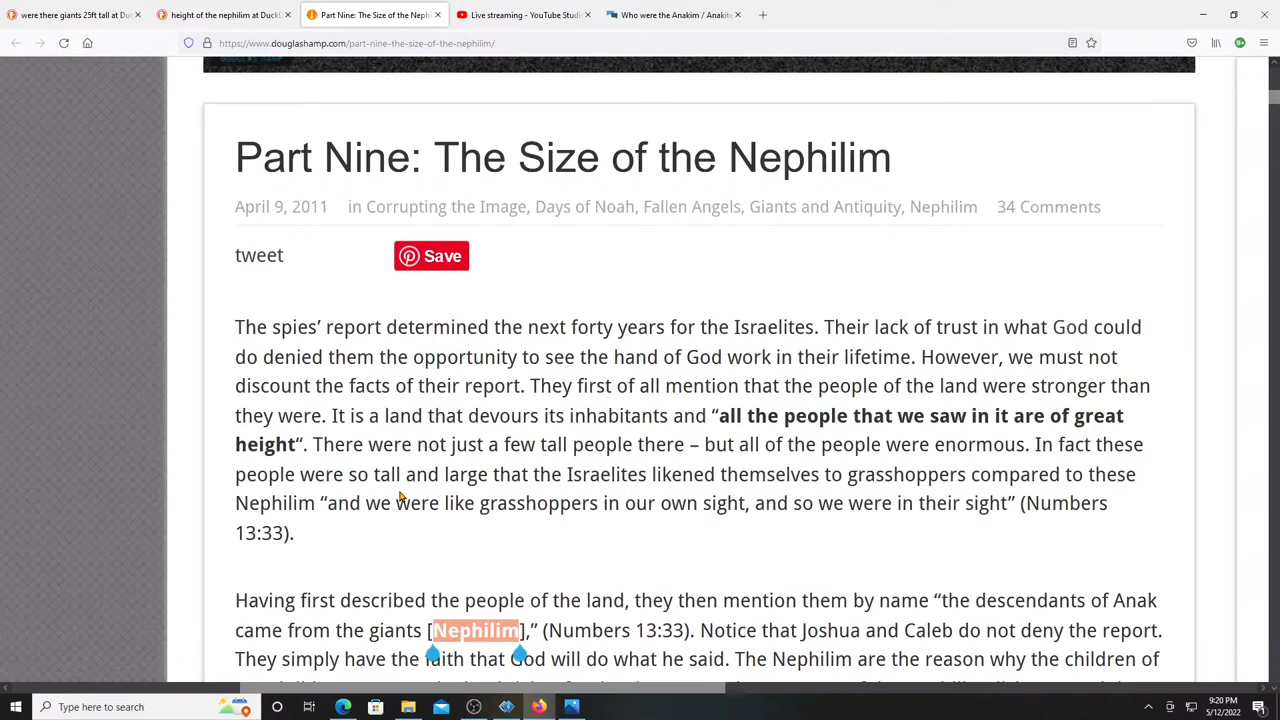 were there giants 25ft tall at Duck
height of the nephilim at DuckD
Part Nine: The Size of the Nephi
Live streaming - YouTube Studi
Who were the Anakim / Anakite
https://www.douglashamp.com/part-nine-the-size-of-the-nephilim/
Part Nine: The Size of the Nephilim
April 9, 2011 in Corrupting the Image, Days of Noah, Fallen Angels, Giants and Antiquity, Nephilim 34 Comments
tweet
Save
The spies’ report determined the next forty years for the Israelites. Their lack of trust in what God could
do denied them the opportunity to see the hand of God work in their lifetime. However, we must not
discount the facts of their report. They first of all mention that the people of the land were stronger than
they were. It is a land that devours its inhabitants and “all the people that we saw in it are of great
height“. There were not just a few tall people there – but all of the people were enormous. In fact these
people were so tall and large that the Israelites likened themselves to grasshoppers compared to these
Nephilim “and we were like grasshoppers in our own sight, and so we were in their sight” (Numbers
13:33).
Having first described the people of the land, they then mention them by name “the descendants of Anak
came from the giants [Nephilim],” (Numbers 13:33). Notice that Joshua and Caleb do not deny the report.
They simply have the faith that God will do what he said. The Nephilim are the reason why the children of
Type here to search
9:20 PM
5/12/2022